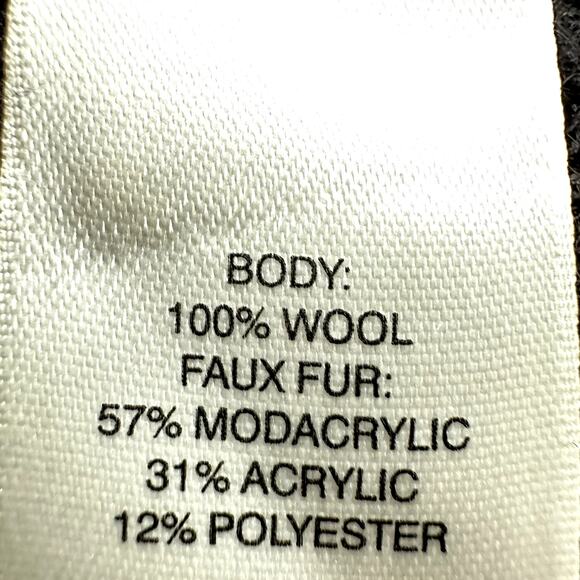 BODY:
100% WOOL
FAUX FUR:
57% MODACRYLIC
31% ACRYLIC
12% POLYESTER